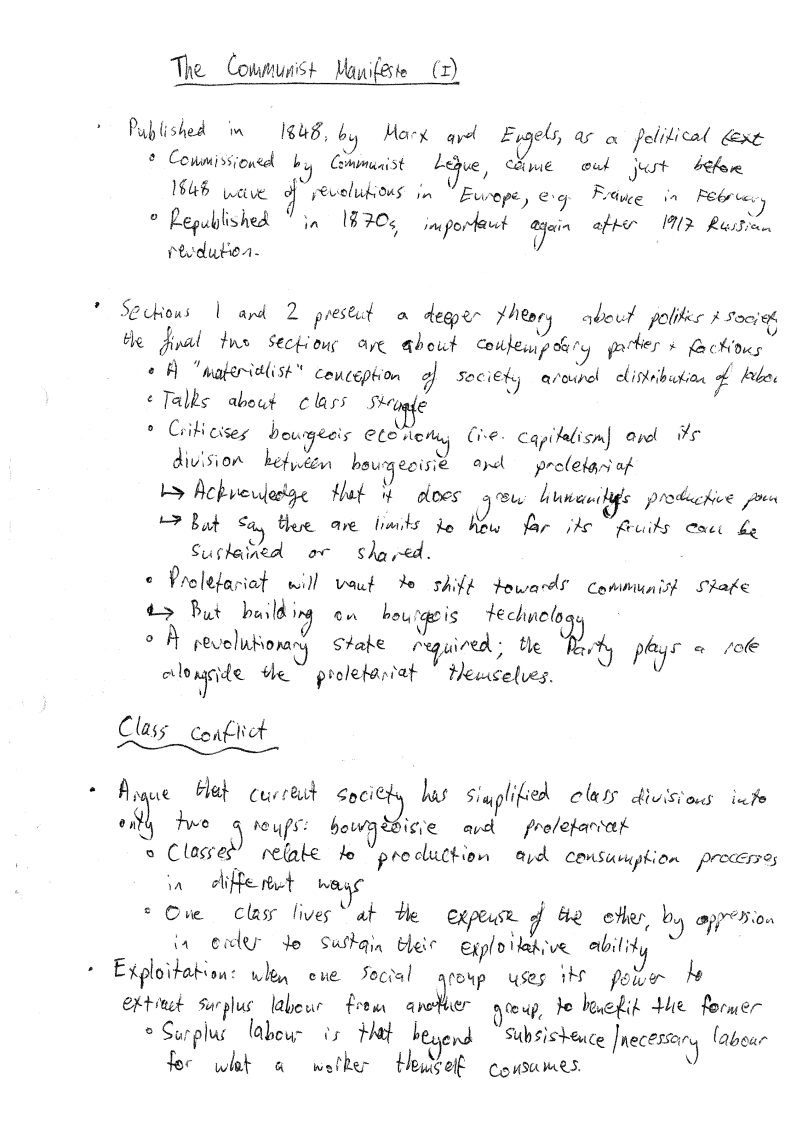 The Communist Manifesto (I)
• Published in 1848, by Marx and Engels, as a political text
◦ Commissioned by Communist Legue, came out just before
1848 wave of revolutions in Europe, e.g. France in February
◦ Republished in 1870s, important again after 1917 Russian
revolution.
• Sections 1 and 2 present a deeper theory about politics + society
the final two sections are about contempoary parties + factions
• A "materialist" conception of society around distribution of labou
• Talks about class struggle
◦ Criticises bourgeois economy (i.e. capitalism) and its
division between bourgeoisie and proletariat
↳ Acknowledge that it does grow humanity's productive pow
↳ But say there are limits to how far its fruits can be
sustained or shared.
• Proletariat will want to shift towards communist state
↳ But building on bourgeois technology
◦ A revolutionary state required; the Party plays a role
alongside the proletariat themselves.
Class conflict
• Argue that current society has simplified class divisions into
only two groups: bourgeoisie and proletariat
◦ Classes relate to production and consumption processes
in different ways
◦ One class lives at the expense of the other, by oppression
in order to sustain their exploitative ability
• Exploitation: when one social group uses its power to
extract surplus labour from another group, to benefit the former
◦ Surplus labour is that beyond subsistence/necessary labour
for what a worker themself consumes.